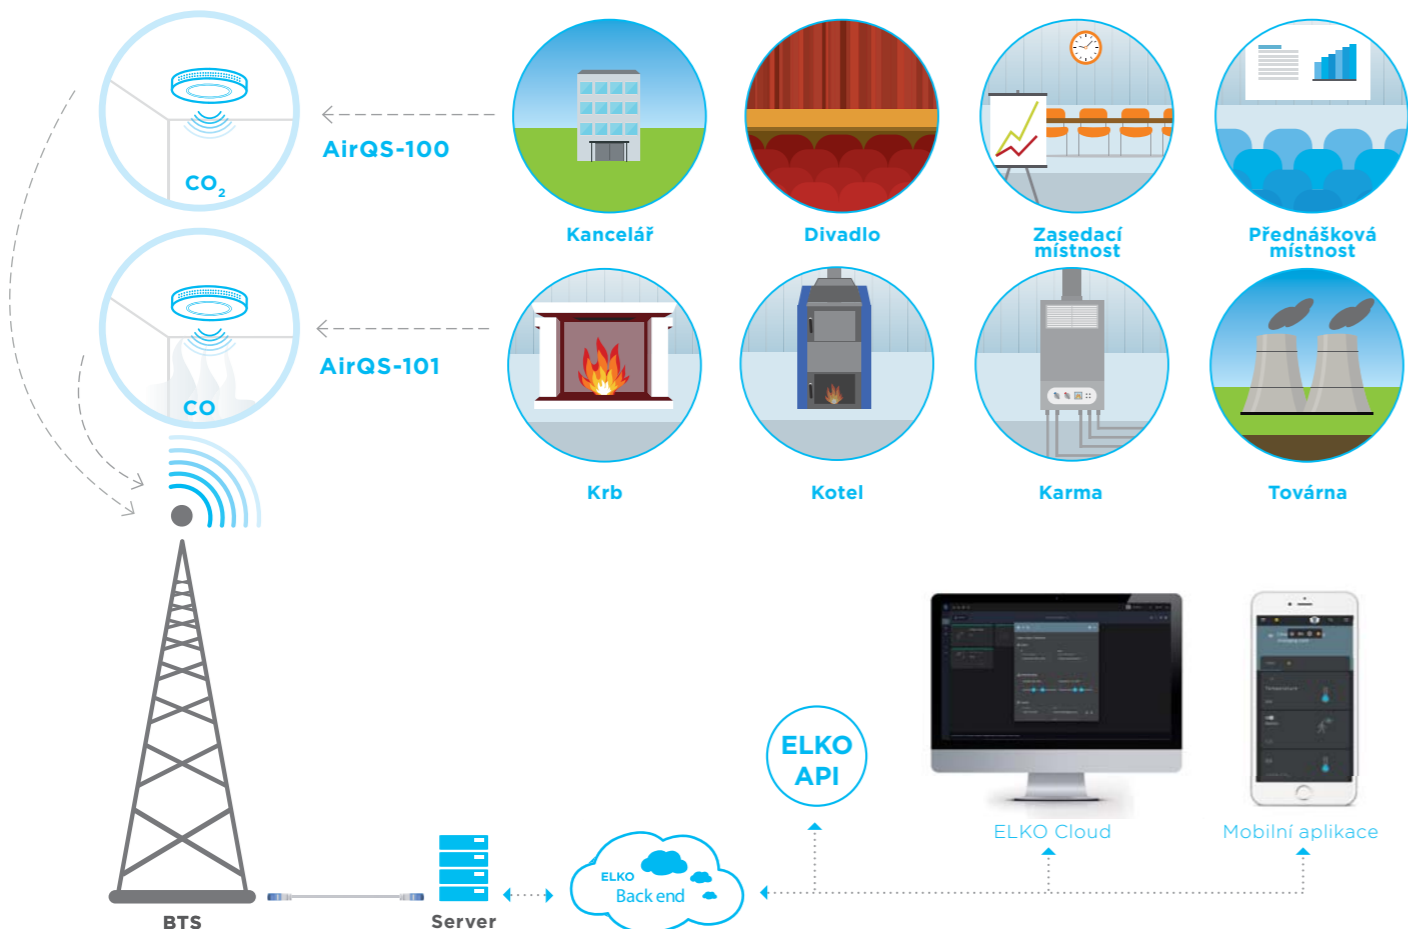 AirQS-100
CO₂
Kancelář
Divadlo
Zasedací
místnost
Přednášková
místnost
AirQS-101
CO
Krb
Kotel
Karma
Továrna
ELKO
API
ELKO Cloud
Mobilní aplikace
ELKO
Back end
BTS
Server